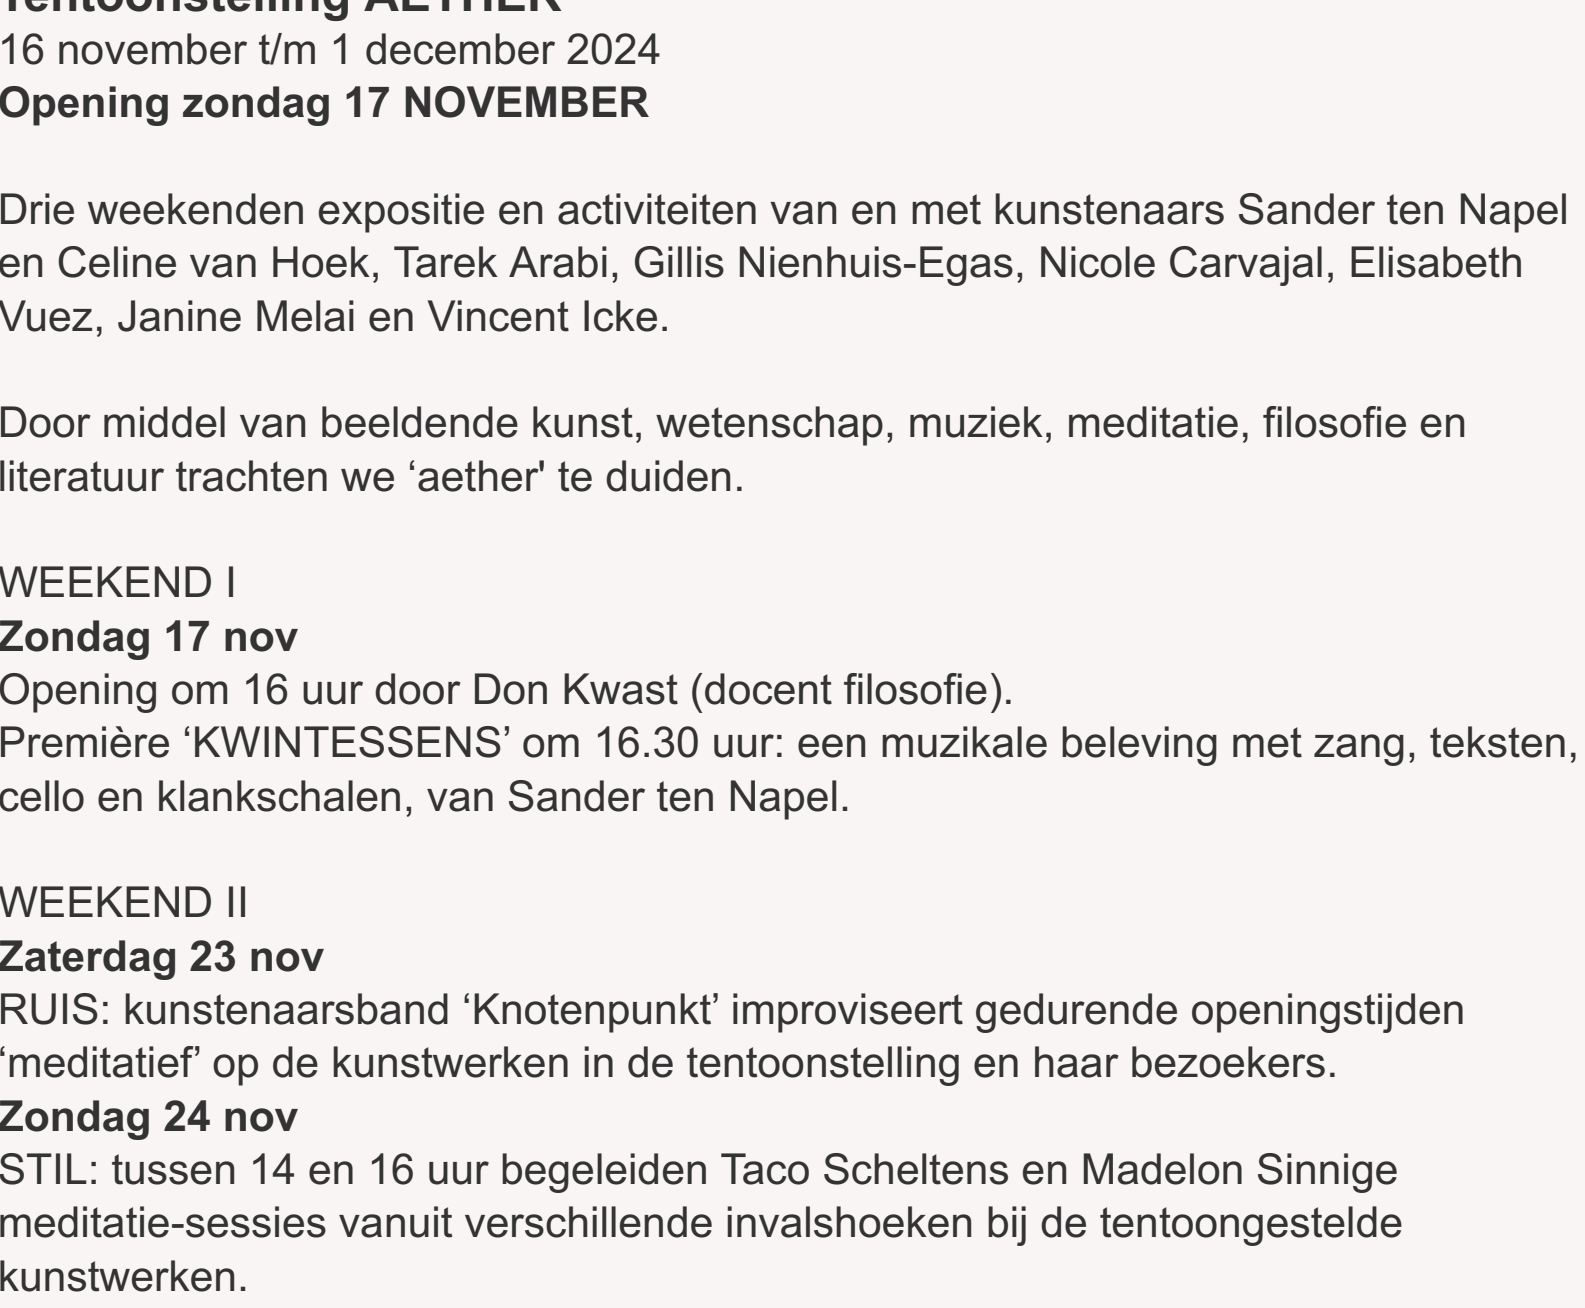 Tentoonstelling AETHER
16 november t/m 1 december 2024
Opening zondag 17 NOVEMBER
Drie weekenden expositie en activiteiten van en met kunstenaars Sander ten Napel
en Celine van Hoek, Tarek Arabi, Gillis Nienhuis-Egas, Nicole Carvajal, Elisabeth
Vuez, Janine Melai en Vincent Icke.
Door middel van beeldende kunst, wetenschap, muziek, meditatie, filosofie en
literatuur trachten we ‘aether' te duiden.
WEEKEND I
Zondag 17 nov
Opening om 16 uur door Don Kwast (docent filosofie).
Première ‘KWINTESSENS’ om 16.30 uur: een muzikale beleving met zang, teksten,
cello en klankschalen, van Sander ten Napel.
WEEKEND II
Zaterdag 23 nov
RUIS: kunstenaarsband ‘Knotenpunkt’ improviseert gedurende openingstijden
‘meditatief’ op de kunstwerken in de tentoonstelling en haar bezoekers.
Zondag 24 nov
STIL: tussen 14 en 16 uur begeleiden Taco Scheltens en Madelon Sinnige
meditatie-sessies vanuit verschillende invalshoeken bij de tentoongestelde
kunstwerken.